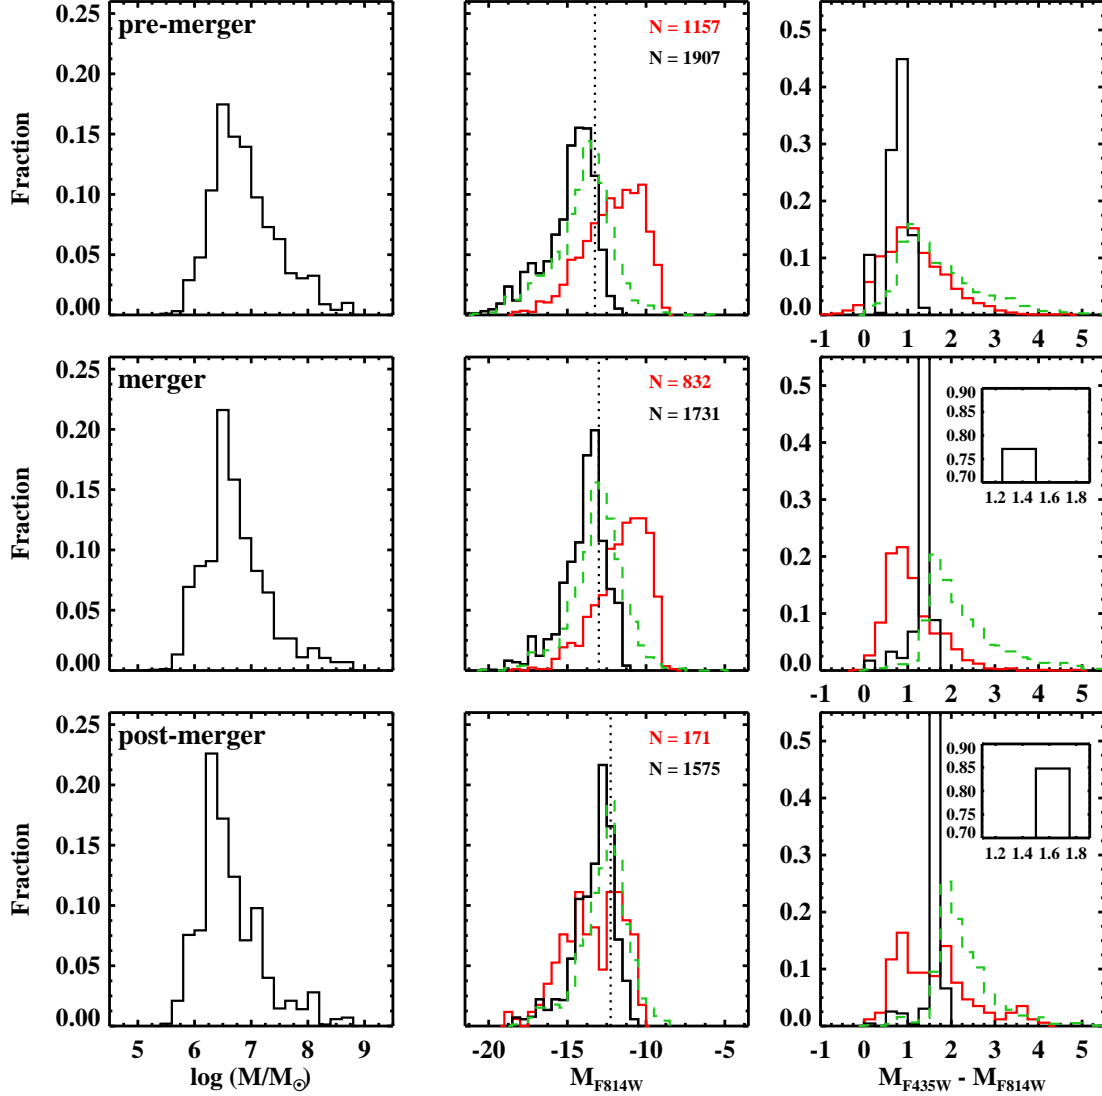 pre-merger
N = 1157
N = 1907
Fraction
0.25
0.20
0.15
0.10
0.05
0.00
0.5
0.4
0.3
0.2
0.1
0.0
-1 0 1 2 3 4 5
merger
N = 832
N = 1731
Fraction
0.25
0.20
0.15
0.10
0.05
0.00
0.5
0.4
0.3
0.2
0.1
0.0
0.90
0.85
0.80
0.75
0.70
1.2 1.4 1.6 1.8
-1 0 1 2 3 4 5
post-merger
N = 171
N = 1575
Fraction
0.25
0.20
0.15
0.10
0.05
0.00
0.5
0.4
0.3
0.2
0.1
0.0
0.90
0.85
0.80
0.75
0.70
1.2 1.4 1.6 1.8
5 6 7 8 9
-20 -15 -10 -5
-1 0 1 2 3 4 5
log (M/M⊙)
MF814W
MF435W - MF814W